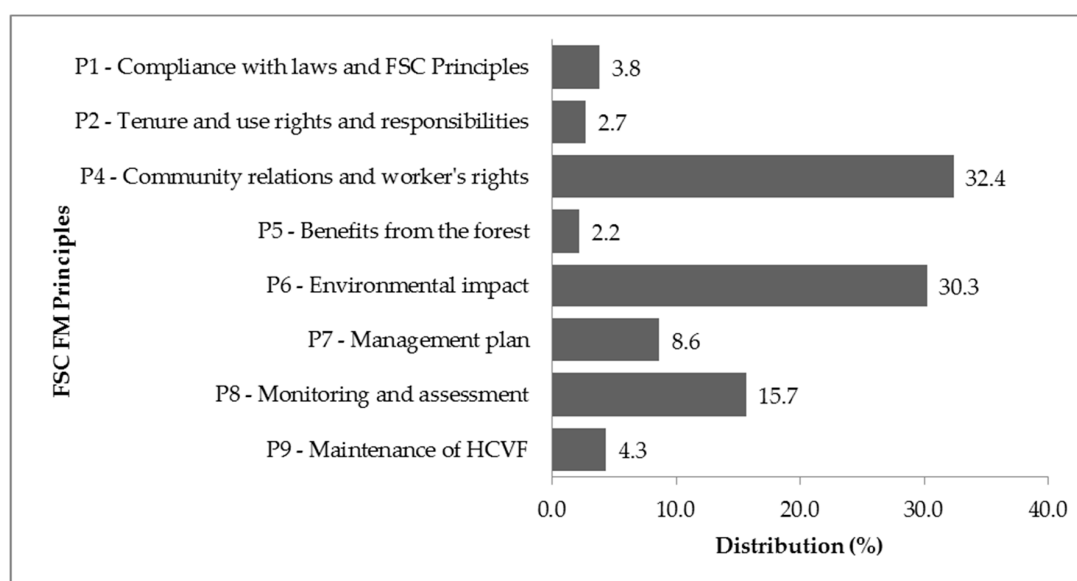 P1 - Compliance with laws and FSC Principles
3.8
P2 - Tenure and use rights and responsibilities
2.7
P4 - Community relations and worker's rights
32.4
P5 - Benefits from the forest
2.2
P6 - Environmental impact
30.3
P7 - Management plan
8.6
P8 - Monitoring and assessment
15.7
P9 - Maintenance of HCVF
4.3
FSC FM Principles
0.0 10.0 20.0 30.0 40.0
Distribution (%)